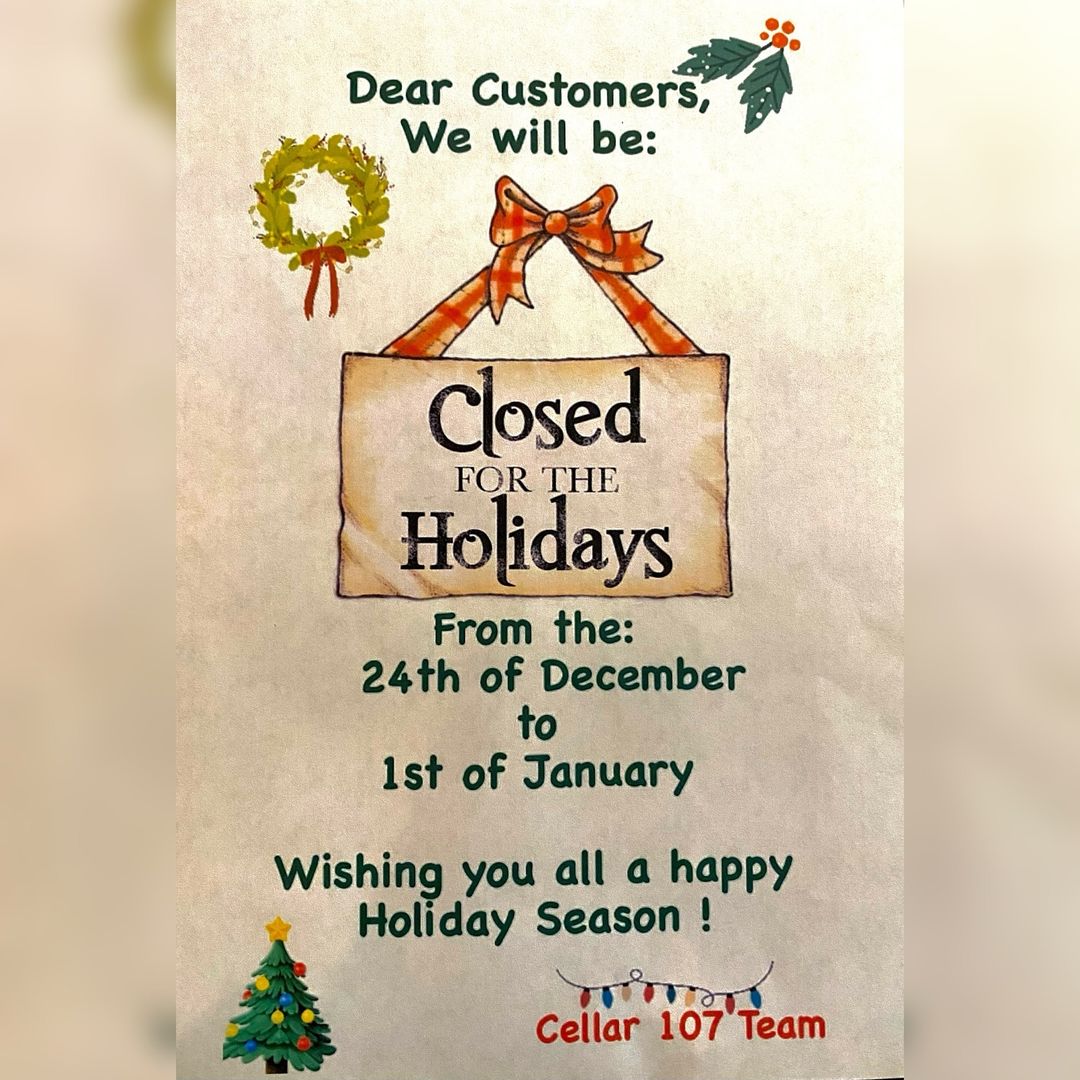 Dear Customers,
We will be:
Closed
FOR THE
Holidays
From the:
24th of December
to
1st of January
Wishing you all a happy
Holiday Season !
Cellar 107 Team